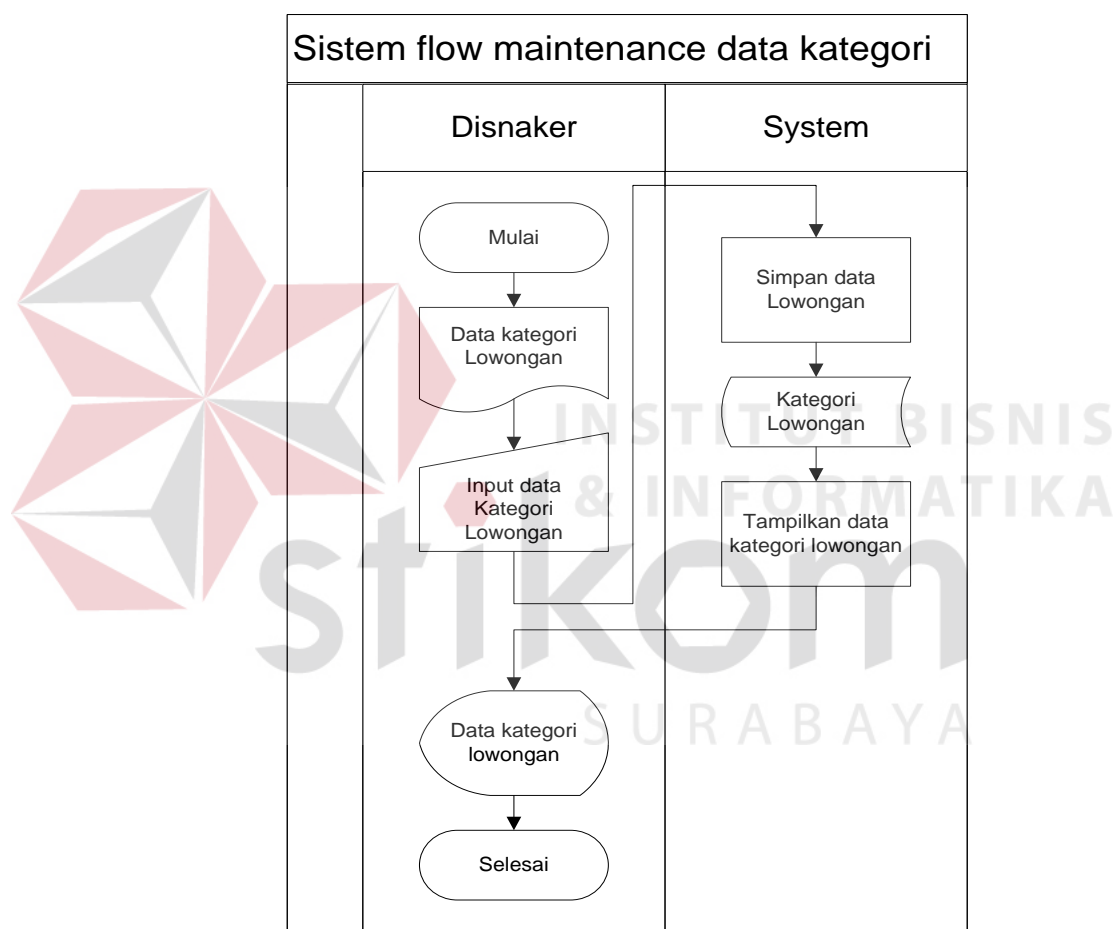 Sistem flow maintenance data kategori
Disnaker
System
Mulai
Data kategori
Lowongan
Input data
Kategori
Lowongan
Simpan data
Lowongan
Kategori
Lowongan
Tampilkan data
kategori lowongan
Data kategori
lowongan
Selesai
INSTITUT BISNIS
& INFORMATIKA
stikom
SURABAYA